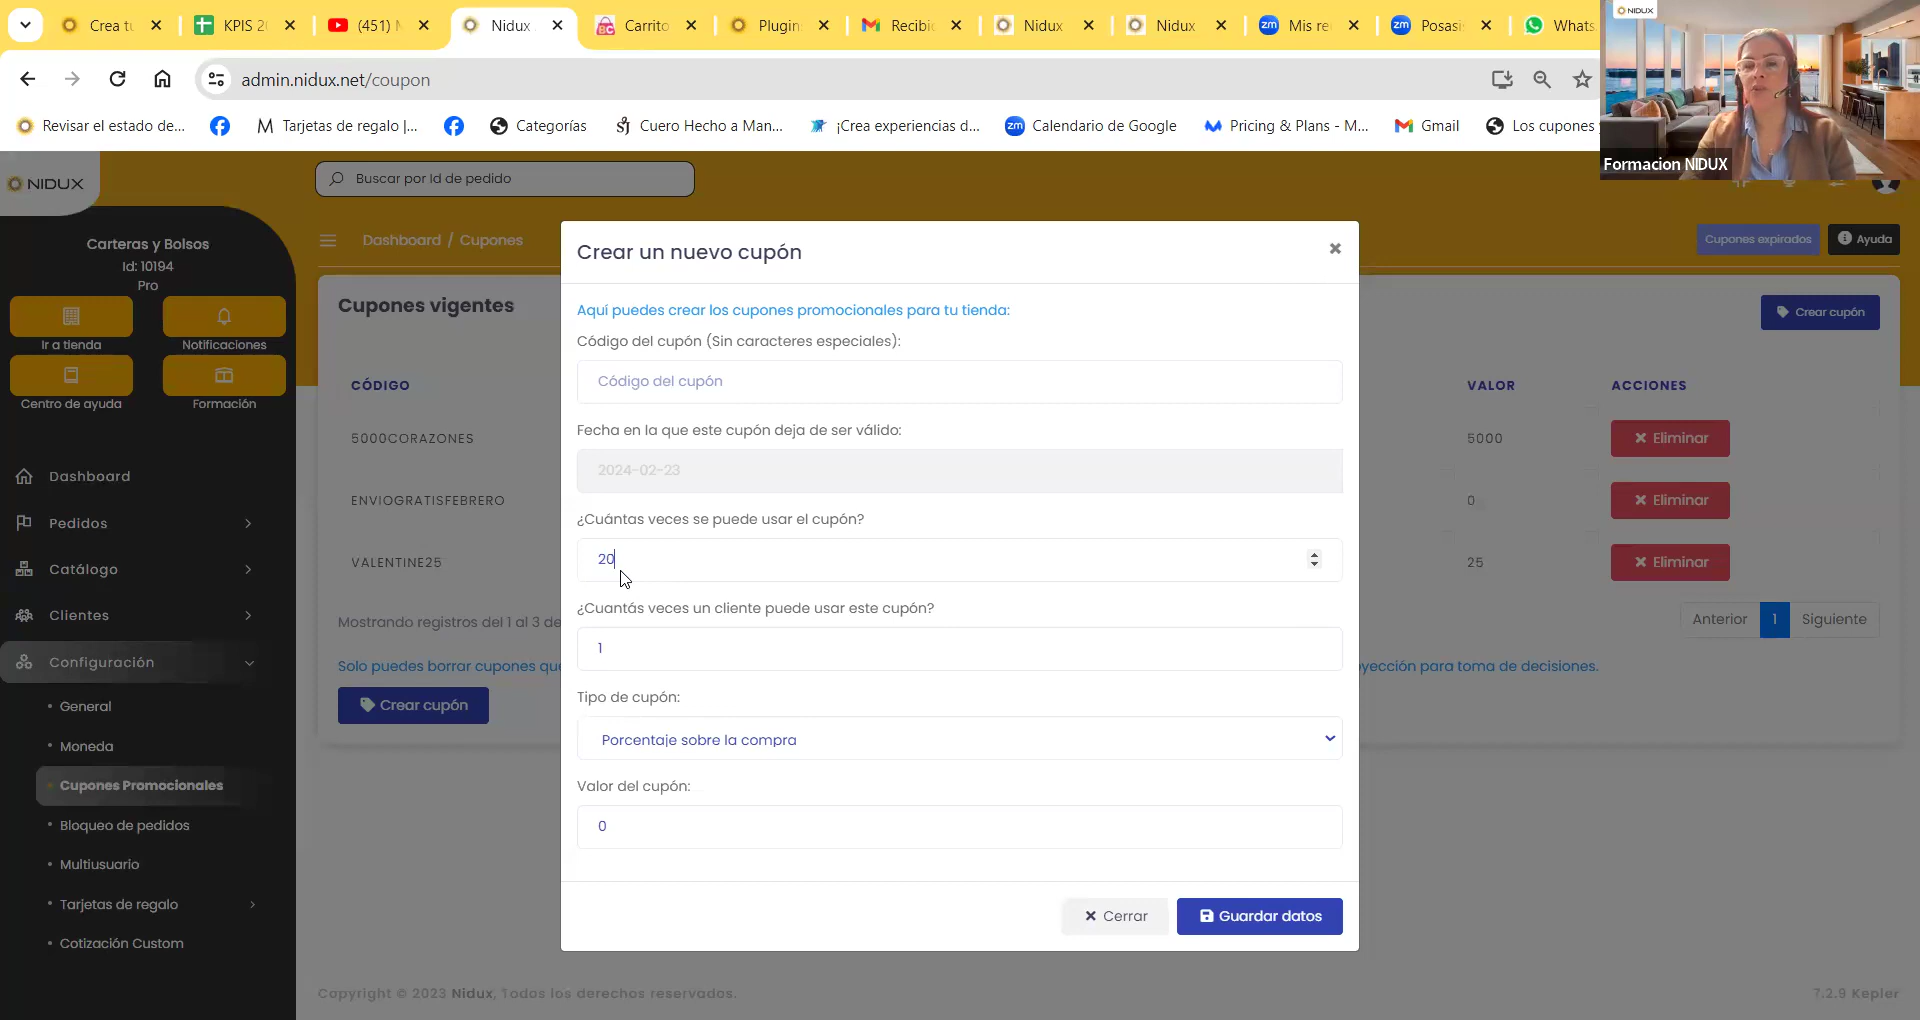 Crea tu
KPIS 2
(451) M
Nidux
Carrito
Plugin
Recibi
Nidux
Nidux
Mis re
Posasi
Whats
admin.nidux.net/coupon
Revisar el estado de...
Tarjetas de regalo |...
Categorías
Cuero Hecho a Man...
¡Crea experiencias d...
Calendario de Google
Pricing & Plans - M...
Gmail
Los cupones
NIDUX
Formacion NIDUX
NIDUX
Buscar por Id de pedido
Carteras y Bolsos
Id: 10194
Pro
Ir a tienda
Notificaciones
Centro de ayuda
Formación
Dashboard
Pedidos
Catálogo
Clientes
Configuración
General
Moneda
Cupones Promocionales
Bloqueo de pedidos
Multiusuario
Tarjetas de regalo
Cotización Custom
Dashboard / Cupones
Cupones expirados
Ayuda
Cupones vigentes
Crear cupón
CÓDIGO
VALOR
ACCIONES
5000CORAZONES
5000
Eliminar
ENVIOGRATISFEBRERO
0
Eliminar
VALENTINE25
25
Eliminar
Mostrando registros del 1 al 3 de
Anterior
1
Siguiente
Solo puedes borrar cupones que
yección para toma de decisiones.
Crear cupón
Crear un nuevo cupón
Aquí puedes crear los cupones promocionales para tu tienda:
Código del cupón (Sin caracteres especiales):
Código del cupón
Fecha en la que este cupón deja de ser válido:
2024-02-23
¿Cuántas veces se puede usar el cupón?
20
¿Cuantás veces un cliente puede usar este cupón?
1
Tipo de cupón:
Porcentaje sobre la compra
Valor del cupón:
0
Cerrar
Guardar datos
Copyright © 2023 Nidux, Todos los derechos reservados.
7.2.9 Kepler